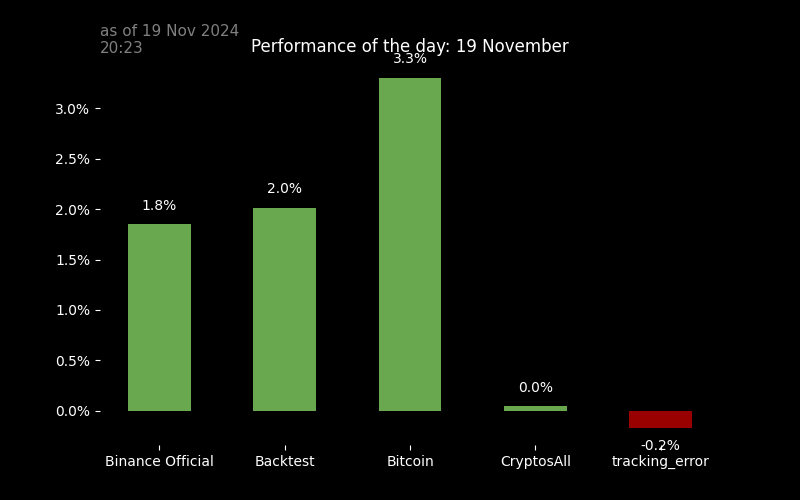 as of 19 Nov 2024
20:23
Performance of the day: 19 November
3.3%
3.0%
2.5%
2.0%
2.0%
1.8%
1.5%
1.0%
0.5%
0.0%
0.0%
-0.2%
Binance Official
Backtest
Bitcoin
CryptosAll
tracking_error